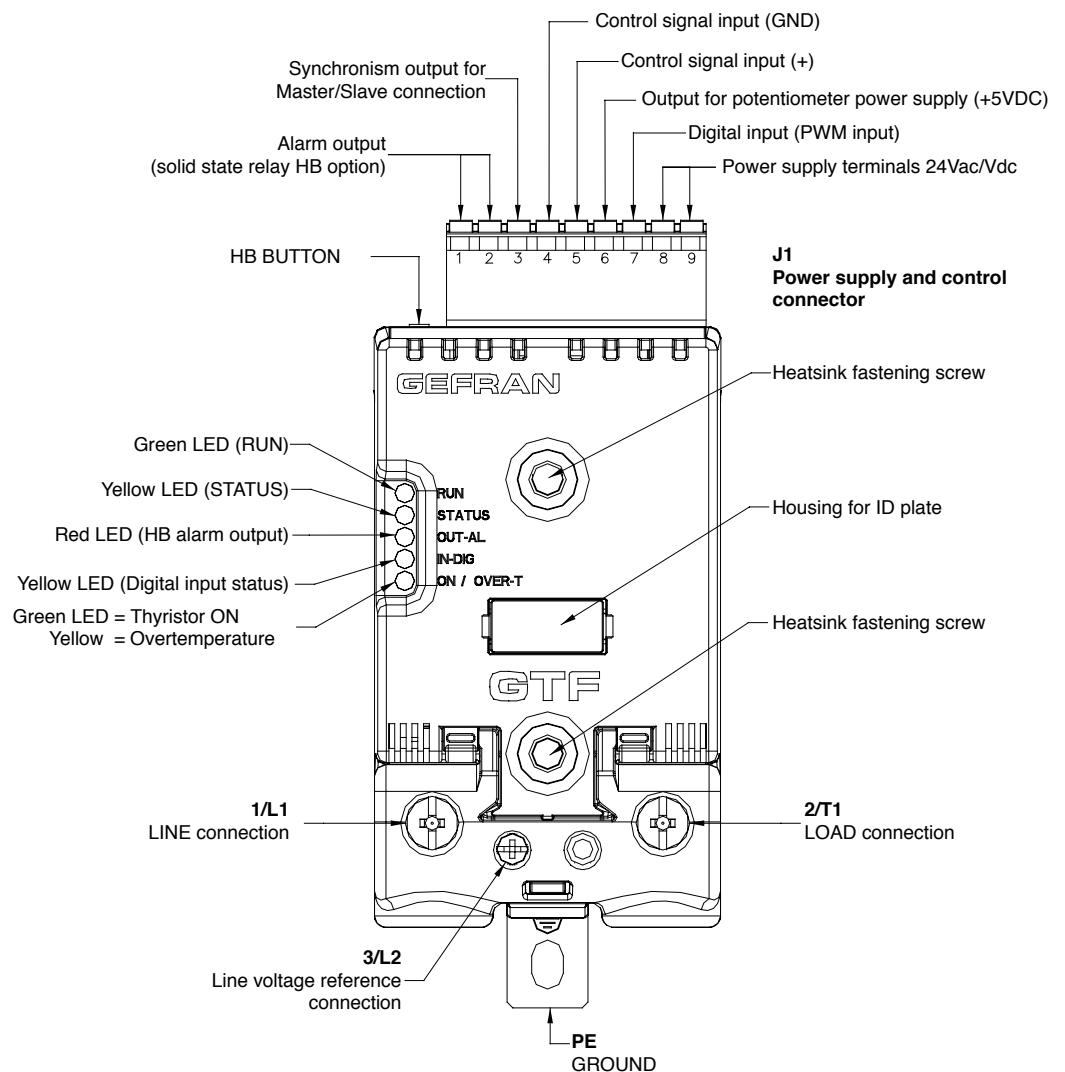 Control signal input (GND)
Control signal input (+)
Synchronism output for
Master/Slave connection
Output for potentiometer power supply (+5VDC)
Digital input (PWM input)
Alarm output
(solid state relay HB option)
Power supply terminals 24Vac/Vdc
1 2 3 4 5 6 7 8 9
HB BUTTON
J1
Power supply and control
connector
GEFRAN
Heatsink fastening screw
Green LED (RUN)
Yellow LED (STATUS)
Red LED (HB alarm output)
Yellow LED (Digital input status)
Green LED = Thyristor ON
Yellow = Overtemperature
RUN
STATUS
OUT-AL
IN-DIG
ON / OVER-T
Housing for ID plate
Heatsink fastening screw
GTF
1/L1
LINE connection
2/T1
LOAD connection
3/L2
Line voltage reference
connection
PE
GROUND